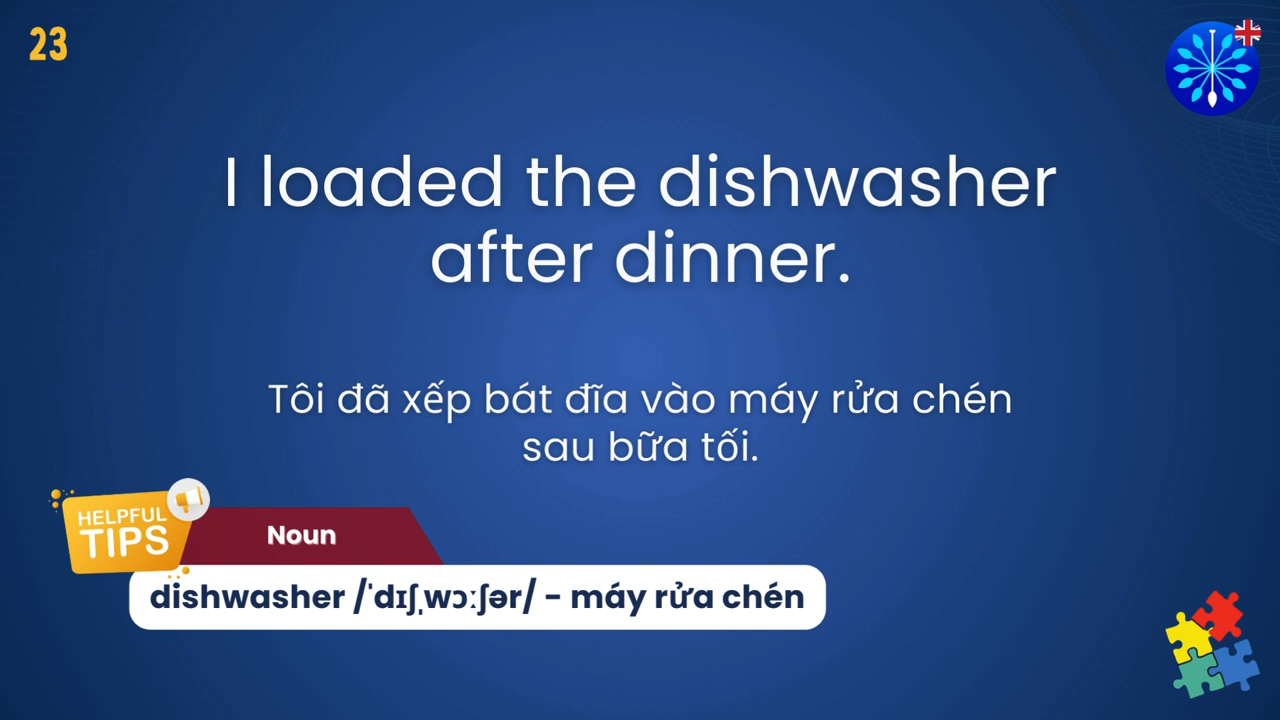 23
I loaded the dishwasher
after dinner.
Tôi đã xếp bát đĩa vào máy rửa chén
sau bữa tối.
HELPFUL
TIPS
Noun
dishwasher /ˈdɪʃˌwɔːʃər/ - máy rửa chén